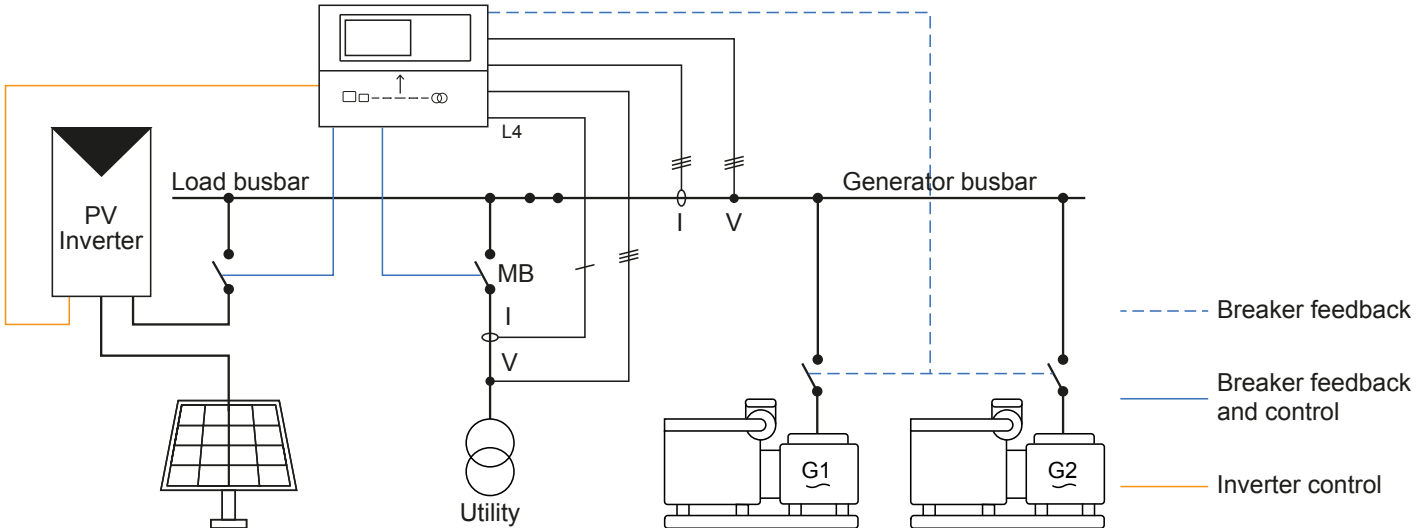 L4
Load busbar
Generator busbar
PV
Inverter
I
V
MB
I
V
Breaker feedback
Breaker feedback
and control
G1
G2
Inverter control
Utility